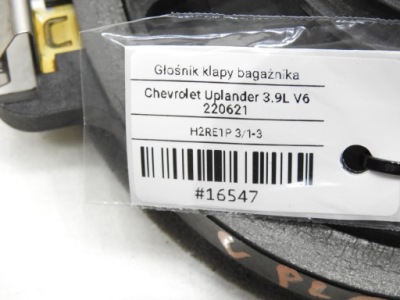 Głośnik klapy bagażnika
Chevrolet Uplander 3.9L V6
220621
H2RE1P 3/1-3
#16547